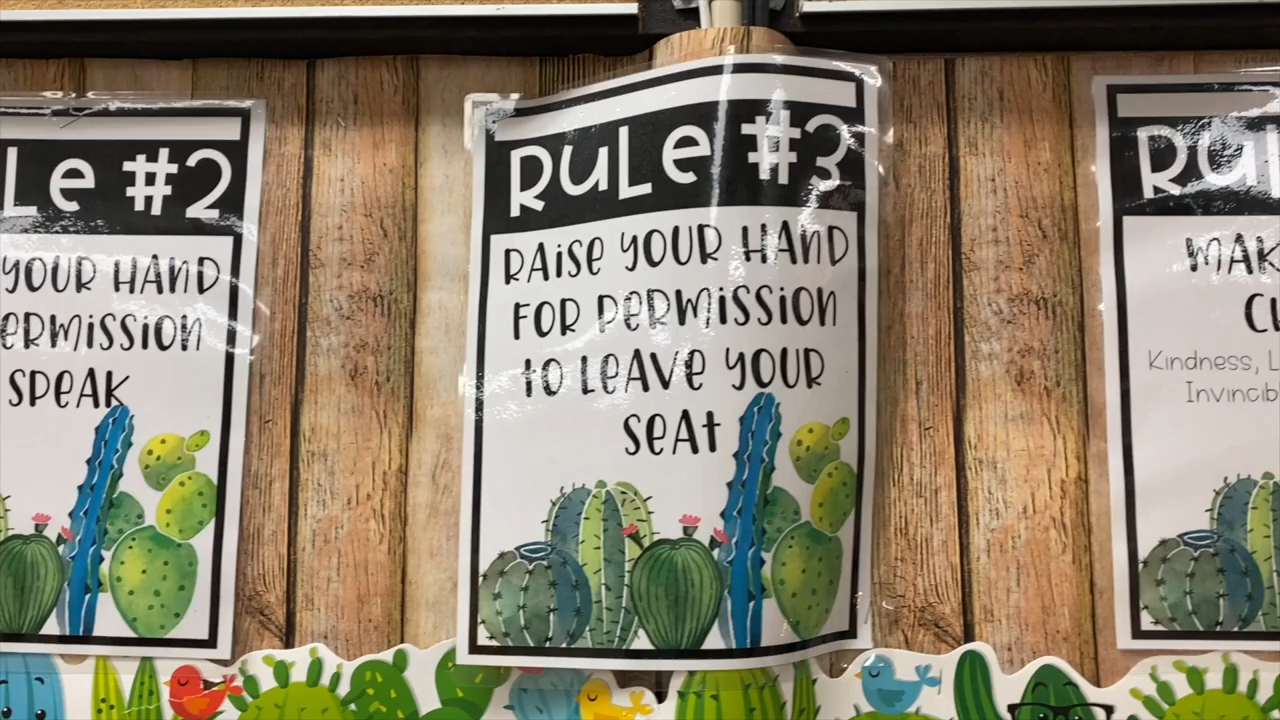 Le #2
YOUR HAND
ERMISSION
SPEAK
RULE #3
RAISE YOUR HAND
FOR PERMISSION
TO LEAVE YOUR
SEAT
RUL
MAK
Kindness, L
Invincib